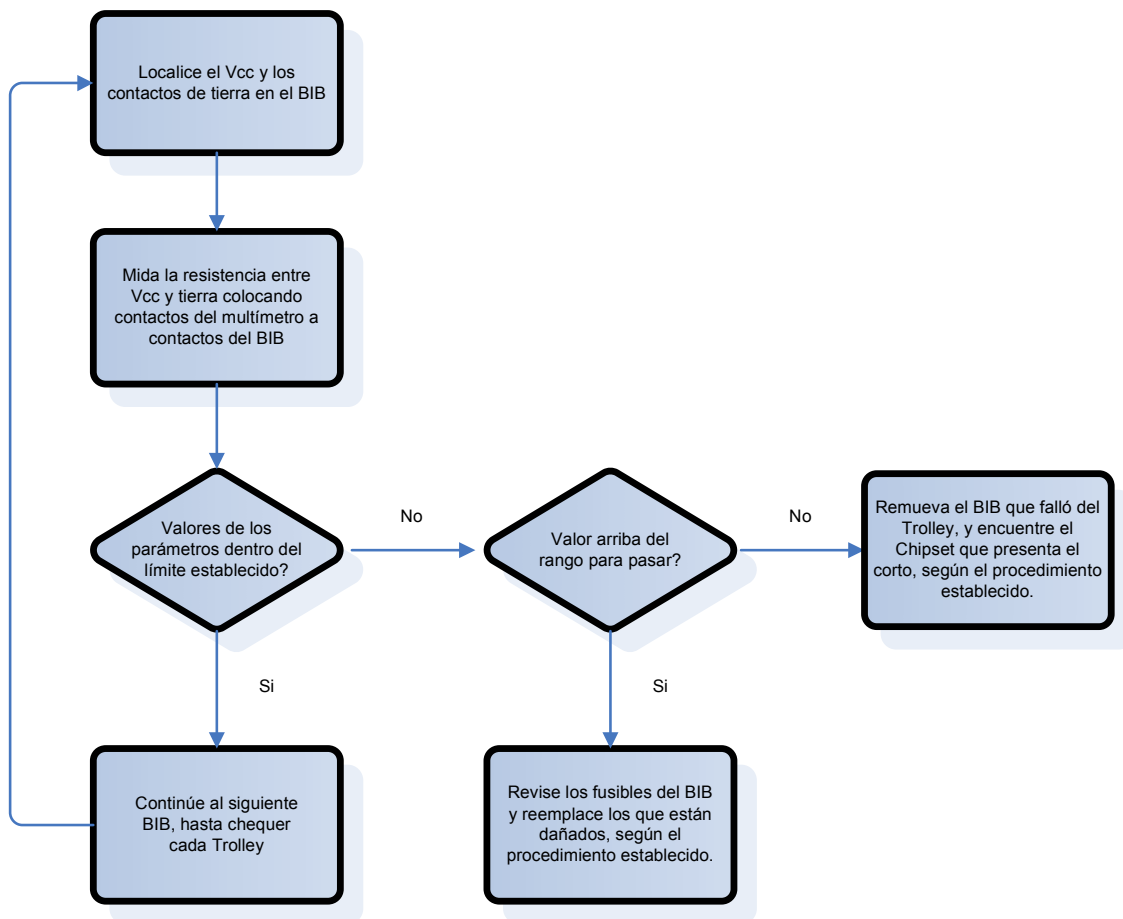 Localice el Vcc y los
contactos de tierra en el BIB
Mida la resistencia entre
Vcc y tierra colocando
contactos del multímetro a
contactos del BIB
Valores de los
parámetros dentro del
límite establecido?
No
Valor arriba del
rango para pasar?
No
Remueva el BIB que falló del
Trolley, y encuentre el
Chipset que presenta el
corto, según el procedimiento
establecido.
Si
Si
Continúe al siguiente
BIB, hasta chequer
cada Trolley
Revise los fusibles del BIB
y reemplace los que están
dañados, según el
procedimiento establecido.